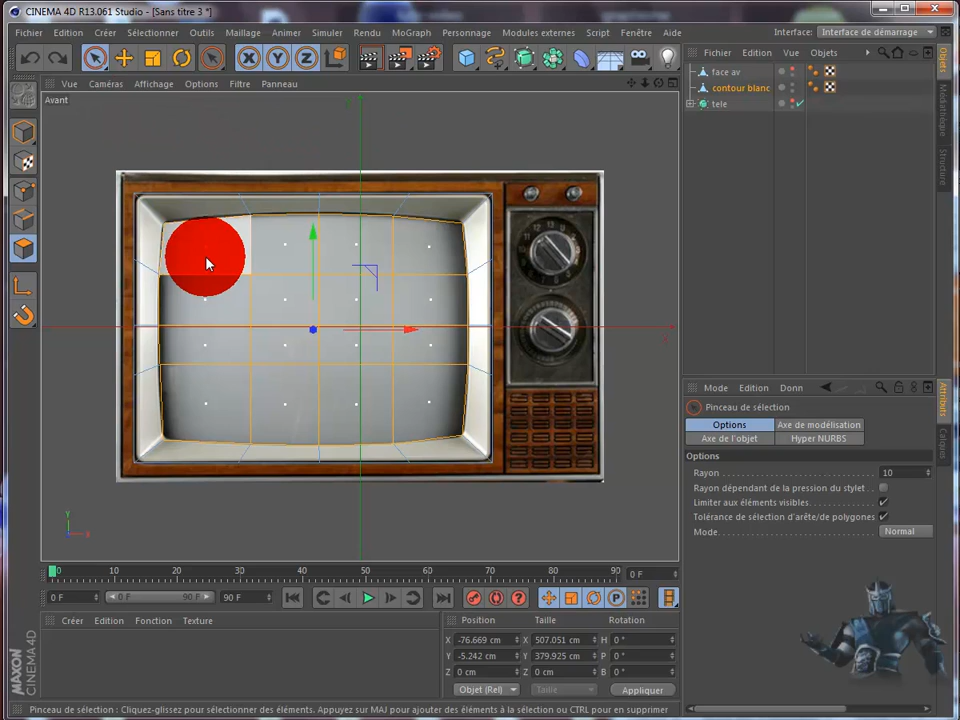 CINEMA 4D R13.061 Studio - [Sans titre 3 *]
Fichier Edition Créer Sélectionner Outils Maillage Animer Simuler Rendu MoGraph Personnage Modules externes Script Fenêtre Aide Interface: Interface de démarrage
X Y Z
Vue Caméras Affichage Options Filtre Panneau
Avant
Fichier Edition Vue Objets
face av
contour blanc
tele
Objets
Médiathèque
Structure
Y
X
Mode Edition Donn
Pinceau de sélection
Options Axe de modélisation
Axe de l'objet Hyper NURBS
Options
Rayon 10
Rayon dépendant de la pression du stylet
Limiter aux éléments visibles
Tolérance de sélection d'arête/de polygones
Mode Normal
Attributs
Calques
0 10 20 30 40 50 60 70 80 90 0 F
0 F 0 F 90 F 90 F
Créer Edition Fonction Texture
Position Taille Rotation
X -76.669 cm X 507.051 cm H 0 °
Y -5.242 cm Y 379.925 cm P 0 °
Z 0 cm Z 0 cm B 0 °
Objet (Rel) Taille Appliquer
MAXON
CINEMA 4D
Pinceau de sélection : Cliquez-glissez pour sélectionner des éléments. Appuyez sur MAJ pour ajouter des éléments à la sélection ou CTRL pour en supprimer